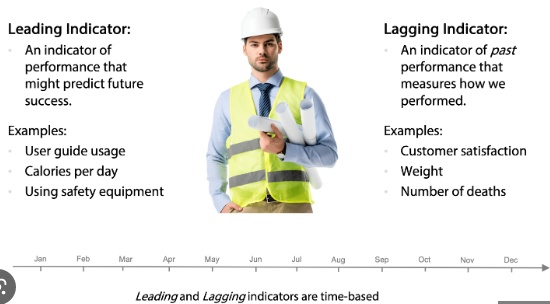 Leading Indicator:
An indicator of
performance that
might predict future
success.
Examples:
User guide usage
Calories per day
Using safety equipment
Lagging Indicator:
An indicator of past
performance that
measures how we
performed.
Examples:
Customer satisfaction
Weight
Number of deaths
Jan Feb Mar Apr May Jun Jul Aug Sep Oct Nov Dec
Leading and Lagging indicators are time-based